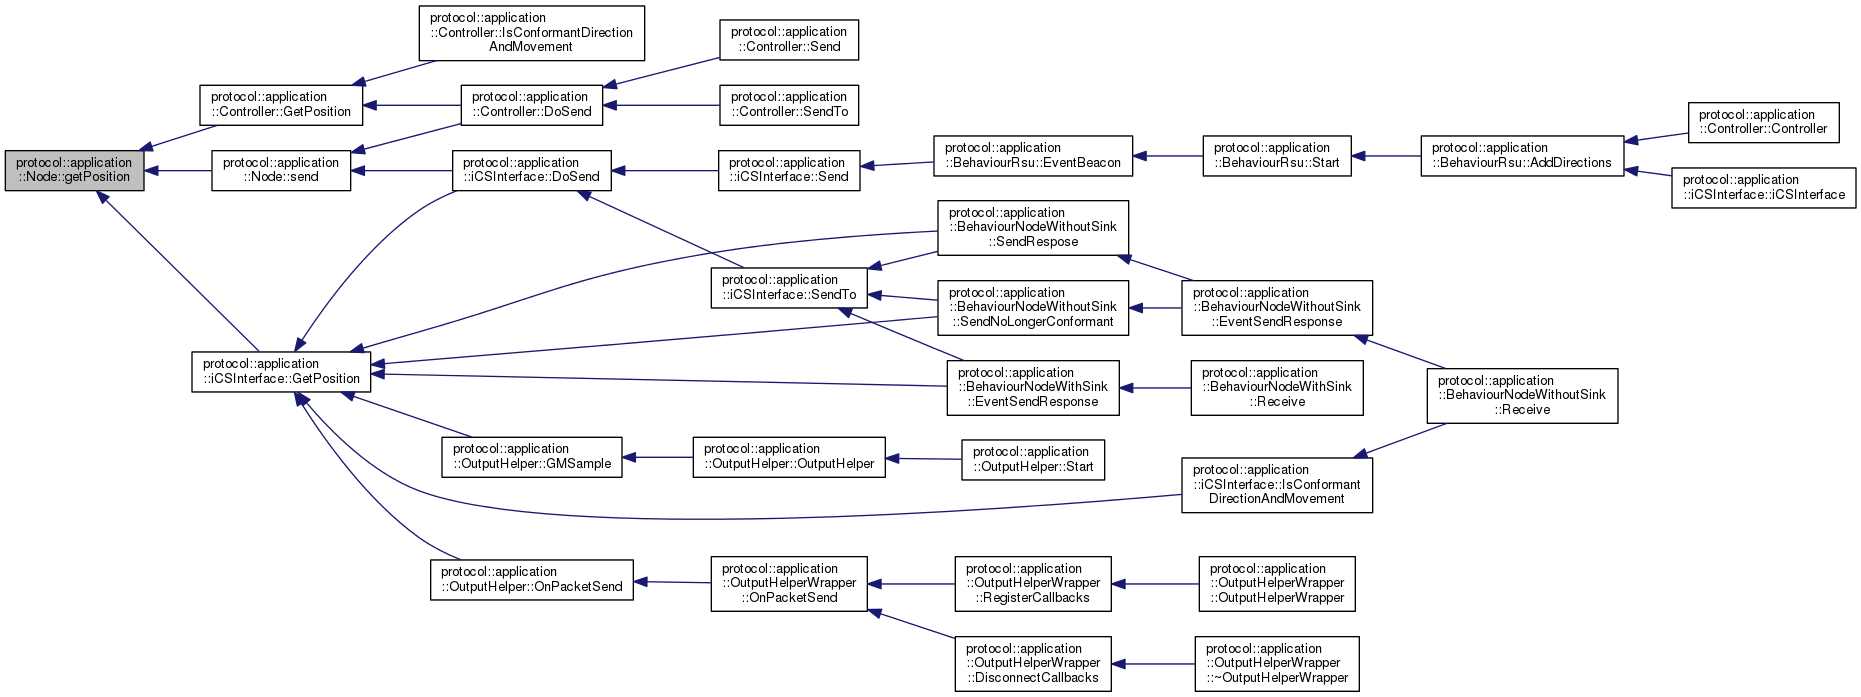 protocol::application
::Node::getPosition
protocol::application
::Controller::GetPosition
protocol::application
::Controller::IsConformantDirection
AndMovement
protocol::application
::Controller::DoSend
protocol::application
::Controller::Send
protocol::application
::Controller::SendTo
protocol::application
::Node::send
protocol::application
::iCSInterface::DoSend
protocol::application
::iCSInterface::Send
protocol::application
::BehaviourRsu::EventBeacon
protocol::application
::BehaviourRsu::Start
protocol::application
::BehaviourRsu::AddDirections
protocol::application
::Controller::Controller
protocol::application
::iCSInterface::iCSInterface
protocol::application
::iCSInterface::SendTo
protocol::application
::BehaviourNodeWithoutSink
::SendRespose
protocol::application
::BehaviourNodeWithoutSink
::SendNoLongerConformant
protocol::application
::BehaviourNodeWithoutSink
::EventSendResponse
protocol::application
::iCSInterface::GetPosition
protocol::application
::BehaviourNodeWithSink
::EventSendResponse
protocol::application
::BehaviourNodeWithSink
::Receive
protocol::application
::BehaviourNodeWithoutSink
::Receive
protocol::application
::OutputHelper::GMSample
protocol::application
::OutputHelper::OutputHelper
protocol::application
::OutputHelper::Start
protocol::application
::iCSInterface::IsConformant
DirectionAndMovement
protocol::application
::OutputHelper::OnPacketSend
protocol::application
::OutputHelperWrapper
::OnPacketSend
protocol::application
::OutputHelperWrapper
::RegisterCallbacks
protocol::application
::OutputHelperWrapper
::OutputHelperWrapper
protocol::application
::OutputHelperWrapper
::DisconnectCallbacks
protocol::application
::OutputHelperWrapper
::~OutputHelperWrapper